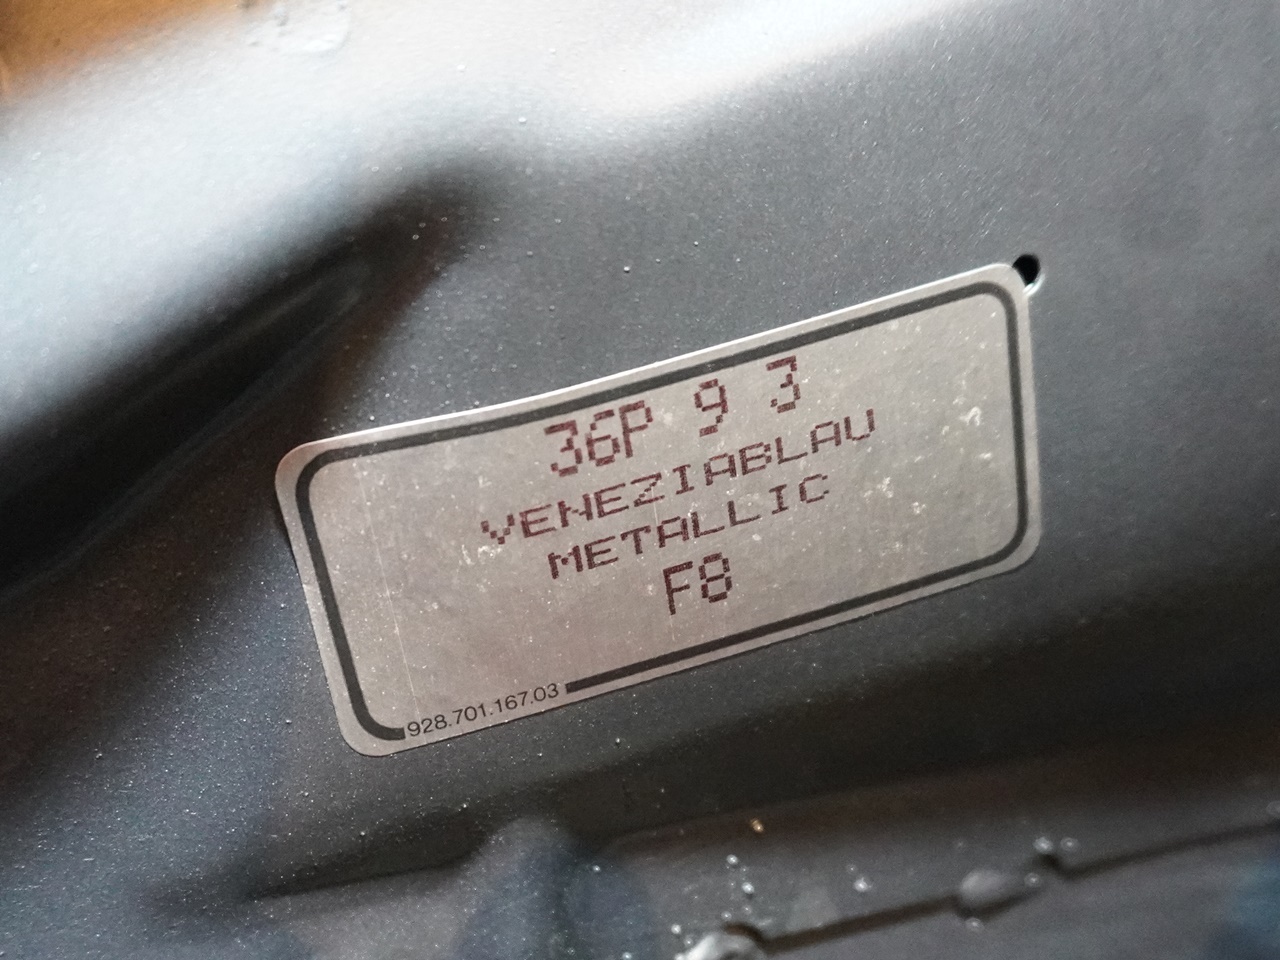 36P 9 3
VENEZIABLAU
METALLIC
F8
928.701.167.03